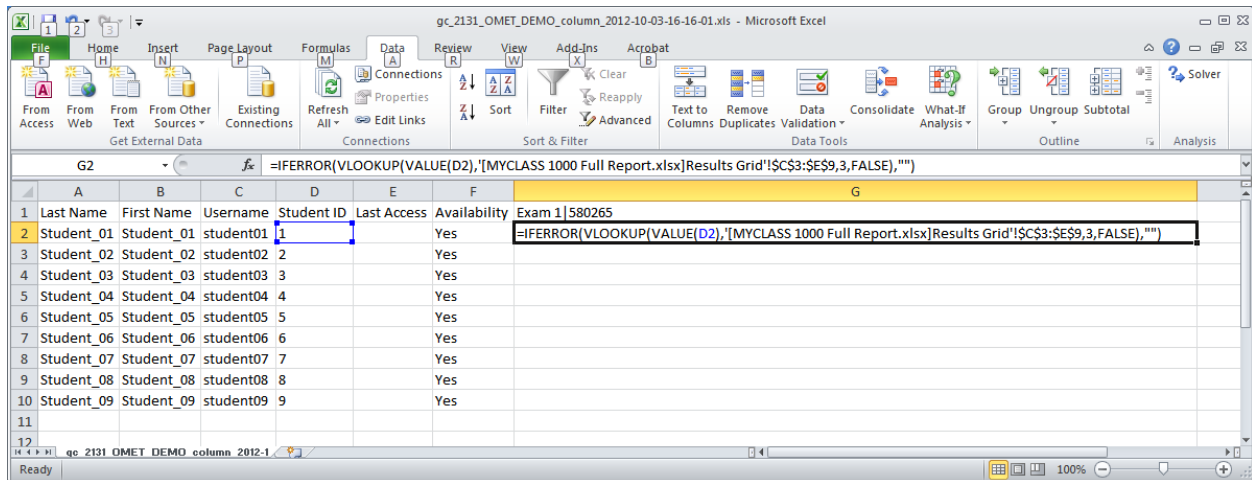 gc_2131_OMET_DEMO_column_2012-10-03-16-16-01.xls - Microsoft Excel
1 2 3
File Home Insert Page Layout Formulas Data Review View Add-Ins Acrobat
F H N P M A R W X B
From Access From Web From Text From Other Sources Existing Connections Refresh All Connections Properties Edit Links Sort Filter Clear Reapply Advanced Text to Columns Remove Duplicates Data Validation Consolidate What-If Analysis Group Ungroup Subtotal Solver
Get External Data Connections Sort & Filter Data Tools Outline Analysis
G2 fx =IFERROR(VLOOKUP(VALUE(D2),'[MYCLASS 1000 Full Report.xlsx]Results Grid'!$C$3:$E$9,3,FALSE),"")
A B C D E F G
1 Last Name First Name Username Student ID Last Access Availability Exam 1|580265
2 Student_01 Student_01 student01 1 Yes =IFERROR(VLOOKUP(VALUE(D2),'[MYCLASS 1000 Full Report.xlsx]Results Grid'!$C$3:$E$9,3,FALSE),"")
3 Student_02 Student_02 student02 2 Yes
4 Student_03 Student_03 student03 3 Yes
5 Student_04 Student_04 student04 4 Yes
6 Student_05 Student_05 student05 5 Yes
7 Student_06 Student_06 student06 6 Yes
8 Student_07 Student_07 student07 7 Yes
9 Student_08 Student_08 student08 8 Yes
10 Student_09 Student_09 student09 9 Yes
11
12
gc_2131_OMET_DEMO_column_2012-1
Ready 100%